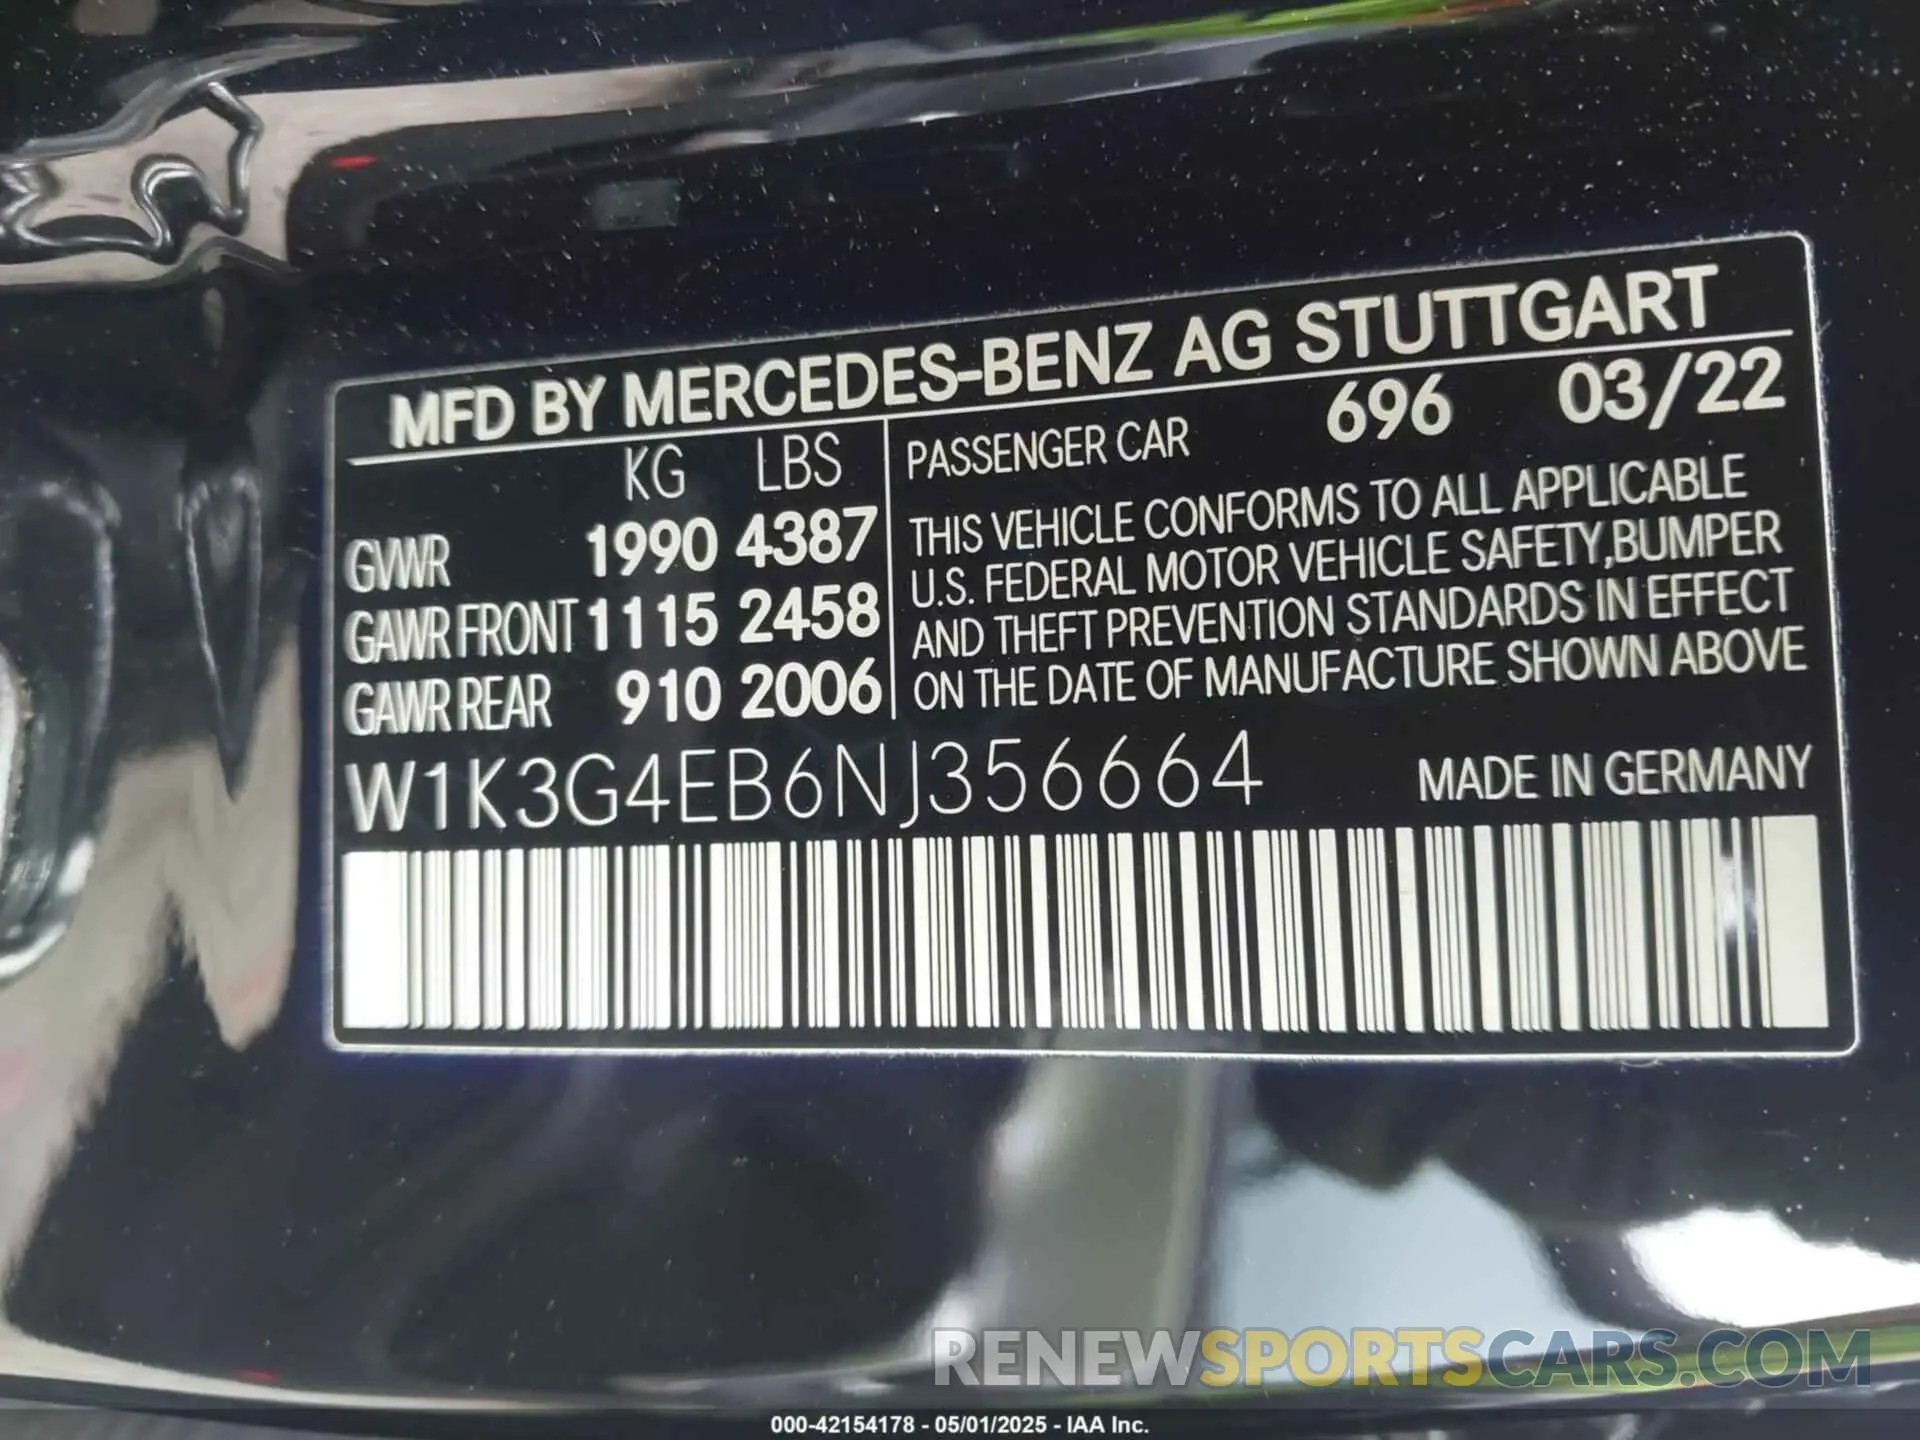 MFD BY MERCEDES-BENZ AG STUTTGART
KG LBS
GVWR 1990 4387
GAWR FRONT 1115 2458
GAWR REAR 910 2006
PASSENGER CAR 696 03/22
THIS VEHICLE CONFORMS TO ALL APPLICABLE
U.S. FEDERAL MOTOR VEHICLE SAFETY,BUMPER
AND THEFT PREVENTION STANDARDS IN EFFECT
ON THE DATE OF MANUFACTURE SHOWN ABOVE
W1K3G4EB6NJ356664 MADE IN GERMANY
RENEWSPORTSCARS.COM
000-42154178 - 05/01/2025 - IAA Inc.